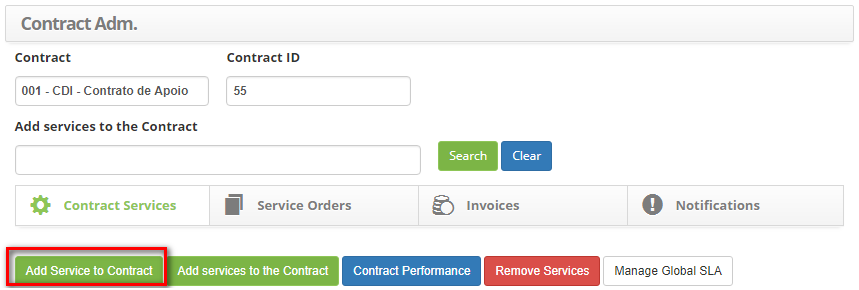 Contract Adm.
Contract Contract ID
001 - CDI - Contrato de Apoio 55
Add services to the Contract
Search Clear
Contract Services Service Orders Invoices Notifications
Add Service to Contract Add services to the Contract Contract Performance Remove Services Manage Global SLA